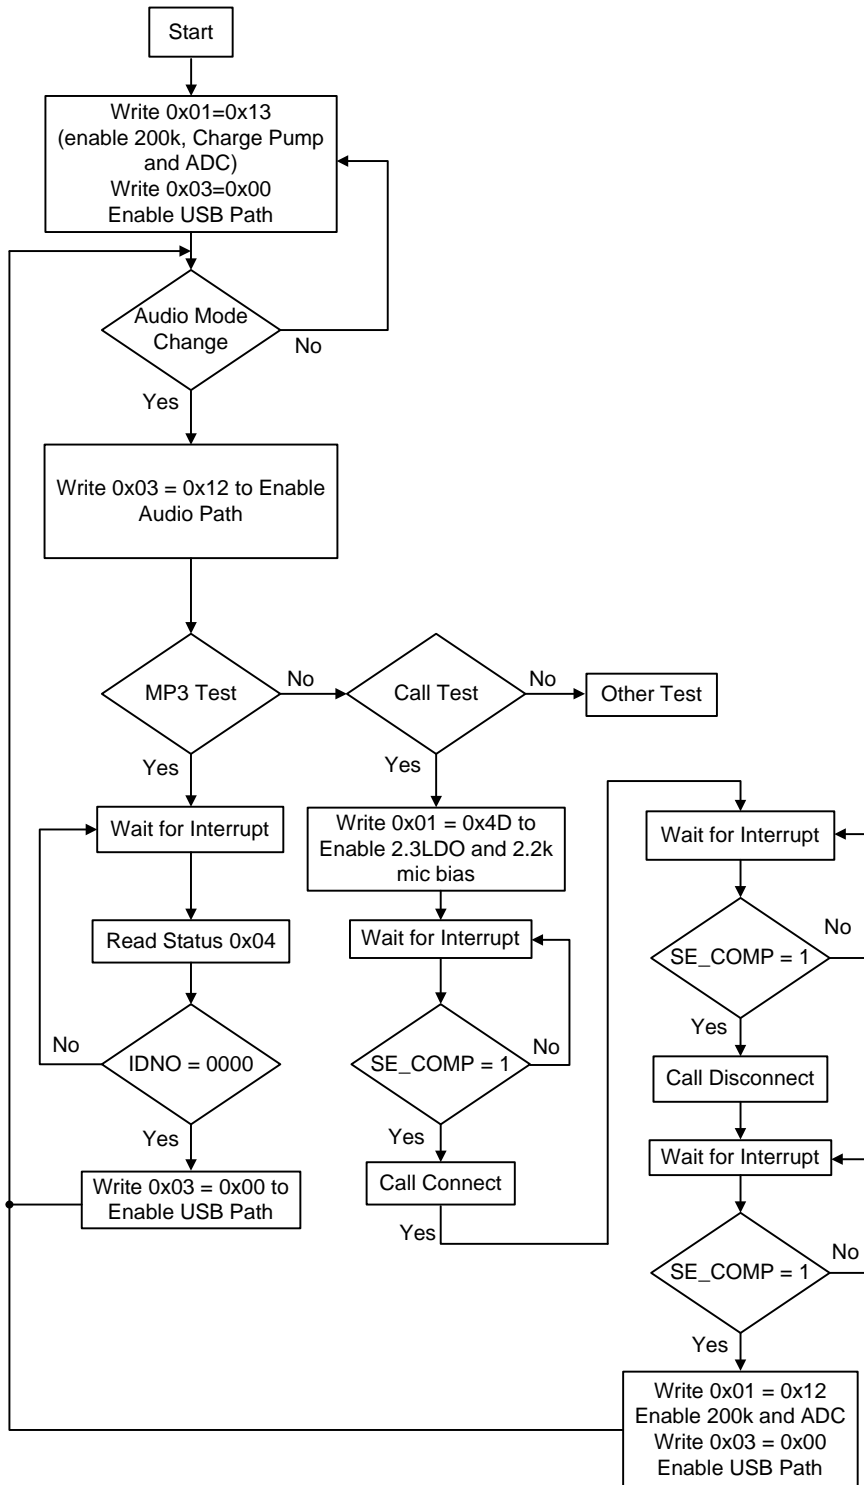 Start
Write 0x01=0x13
(enable 200k, Charge Pump
and ADC)
Write 0x03=0x00
Enable USB Path
Audio Mode
Change
No
Yes
Write 0x03 = 0x12 to Enable
Audio Path
MP3 Test
No
Call Test
No
Other Test
Yes
Yes
Wait for Interrupt
Read Status 0x04
No
IDNO = 0000
Yes
Write 0x03 = 0x00 to
Enable USB Path
Write 0x01 = 0x4D to
Enable 2.3LDO and 2.2k
mic bias
Wait for Interrupt
SE_COMP = 1
No
Yes
Call Connect
Yes
Wait for Interrupt
SE_COMP = 1
No
Yes
Call Disconnect
Wait for Interrupt
SE_COMP = 1
No
Yes
Write 0x01 = 0x12
Enable 200k and ADC
Write 0x03 = 0x00
Enable USB Path